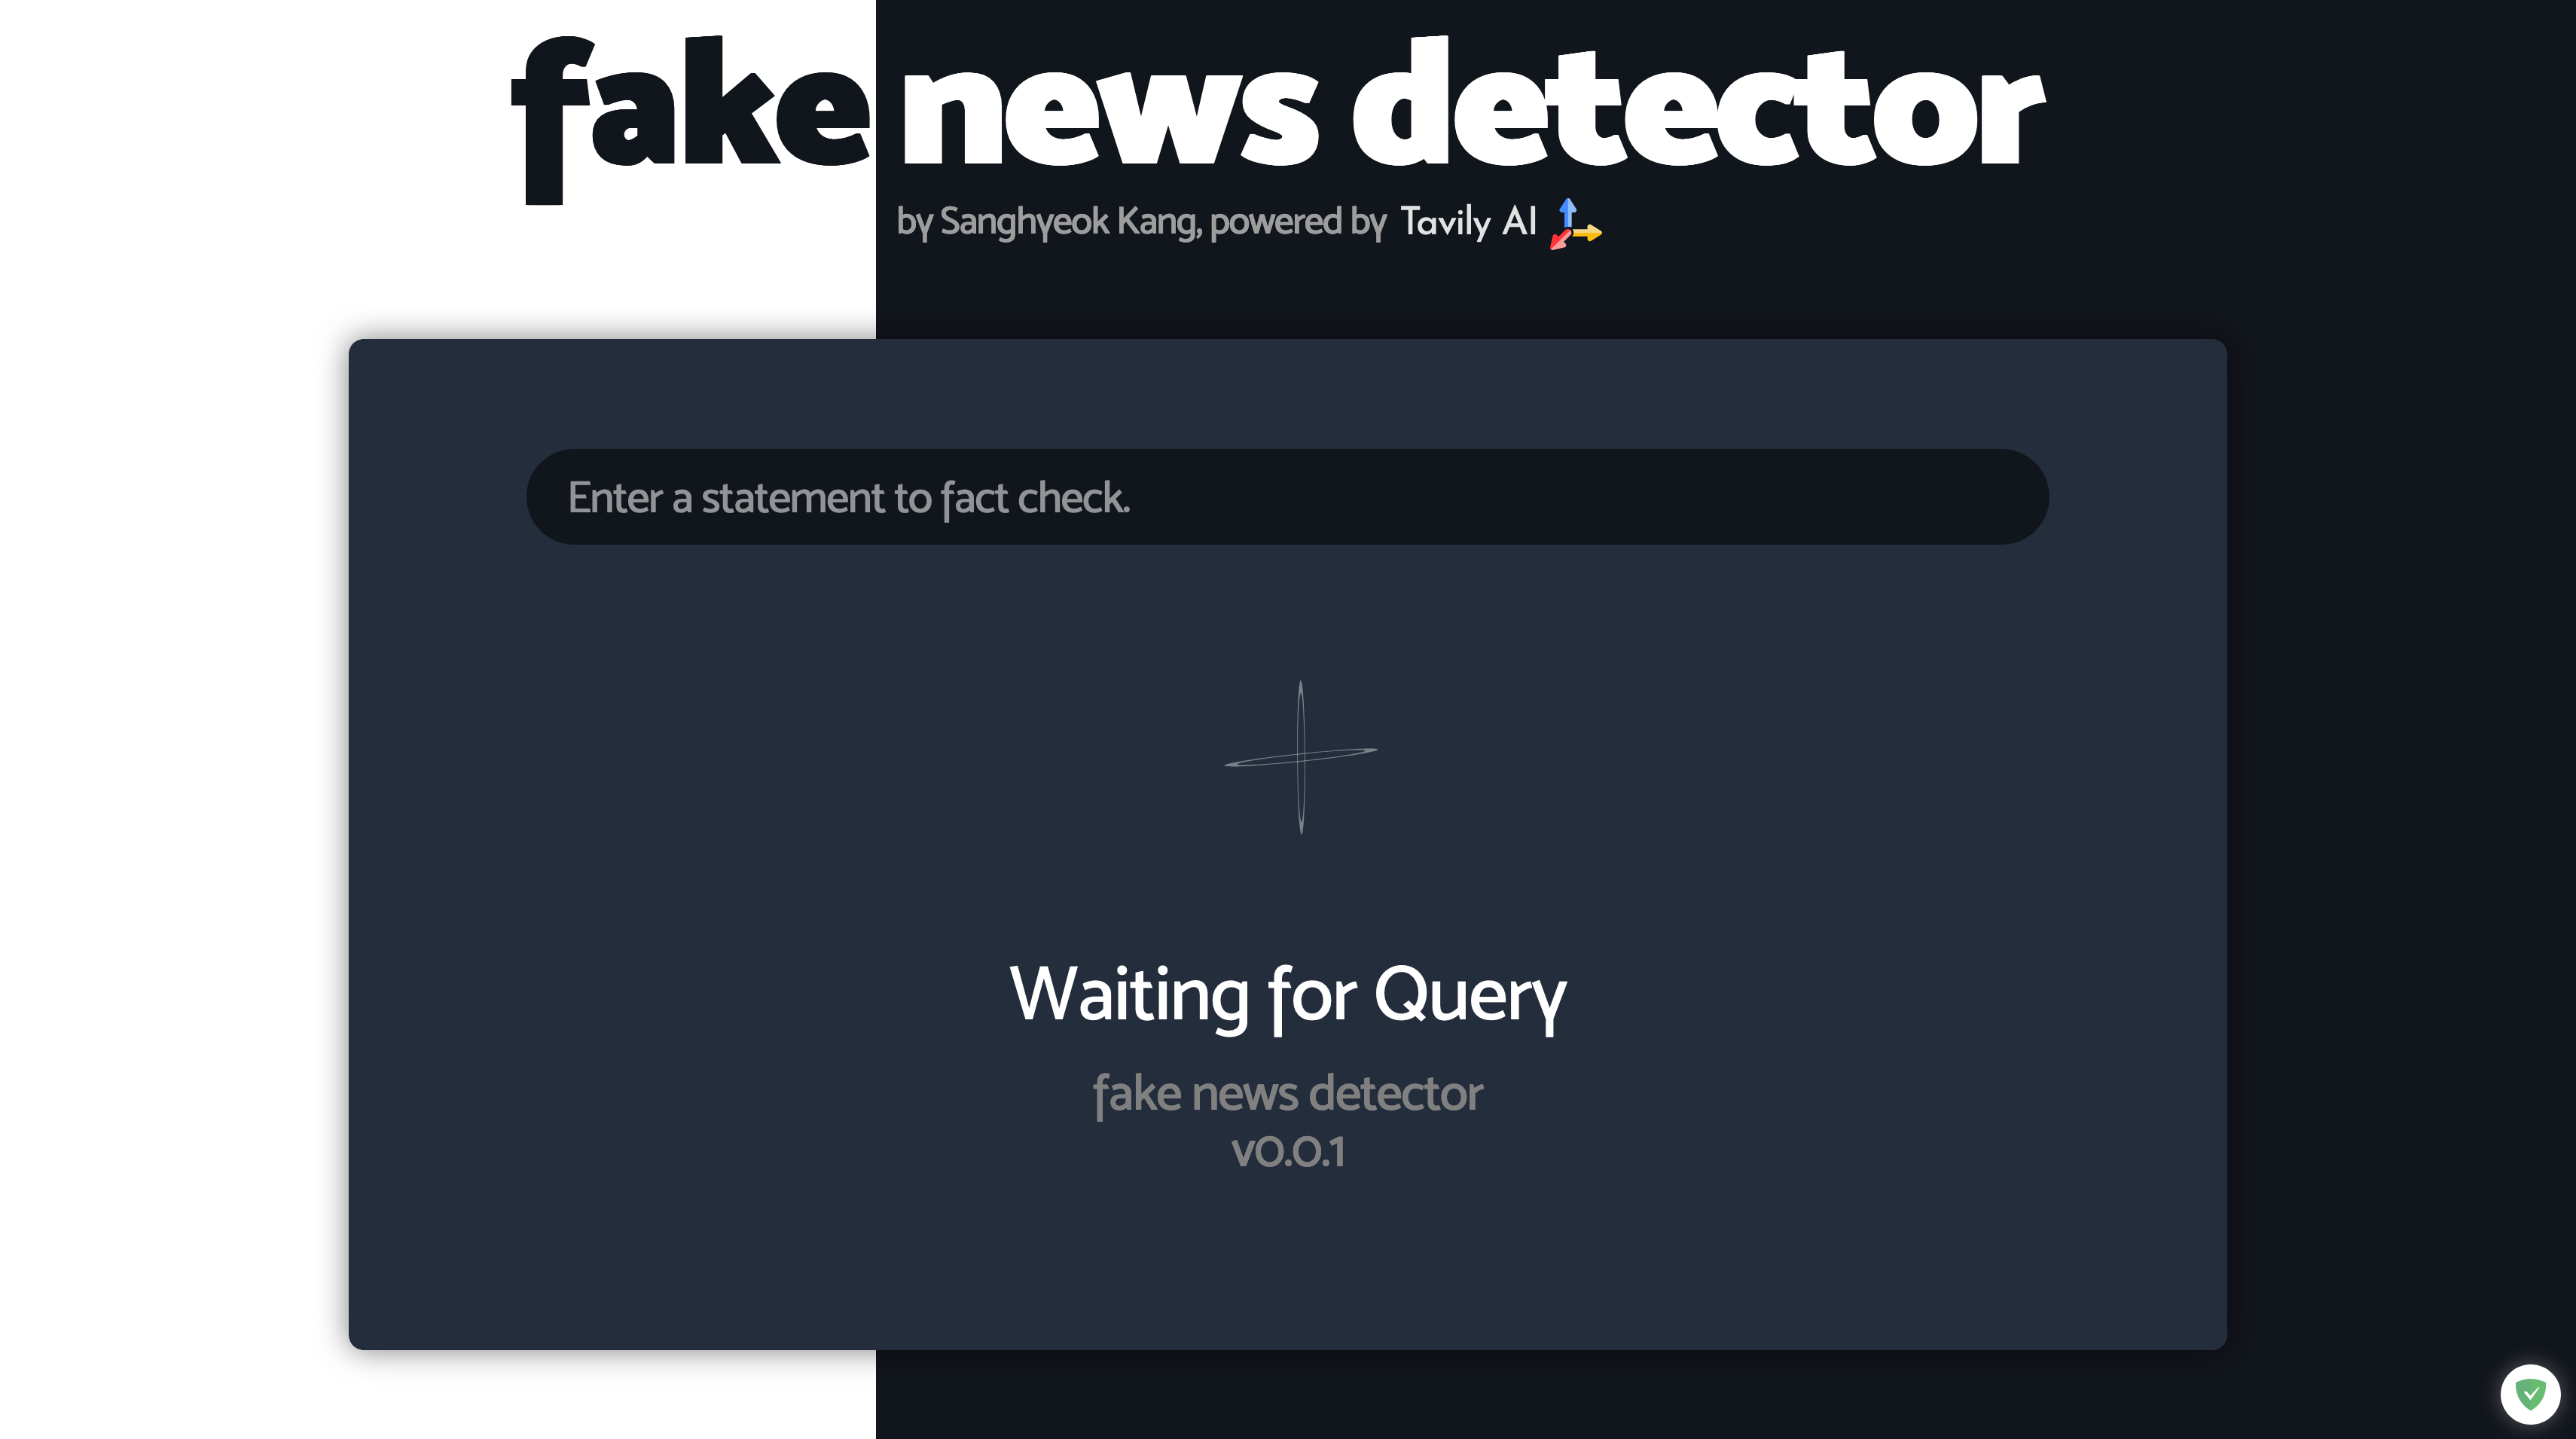 fake news detector
by Sanghyeok Kang, powered by Tavily AI
Enter a statement to fact check.
Waiting for Query
fake news detector
v0.0.1